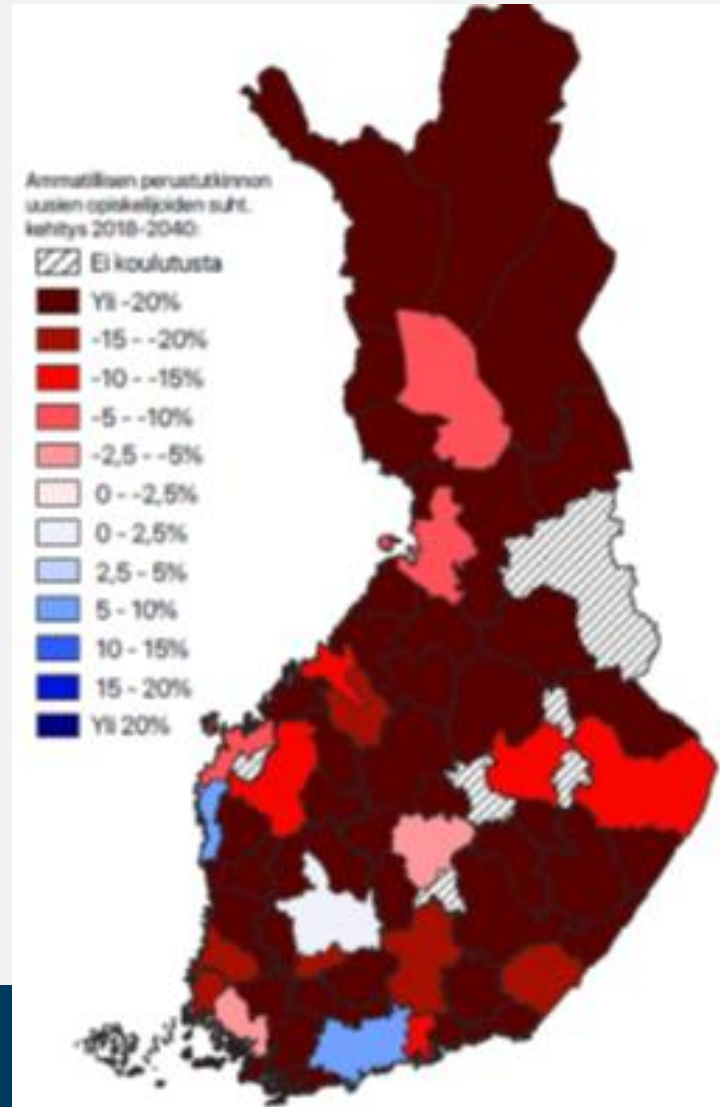 Ammatillisen perustutkinnon
uusien opiskelijoiden suht.
kehitys 2018-2040:
Ei koulutusta
Yli -20%
-15 - -20%
-10 - -15%
-5 - -10%
-2,5 - -5%
0 - -2,5%
0 - 2,5%
2,5 - 5%
5 - 10%
10 - 15%
15 - 20%
Yli 20%